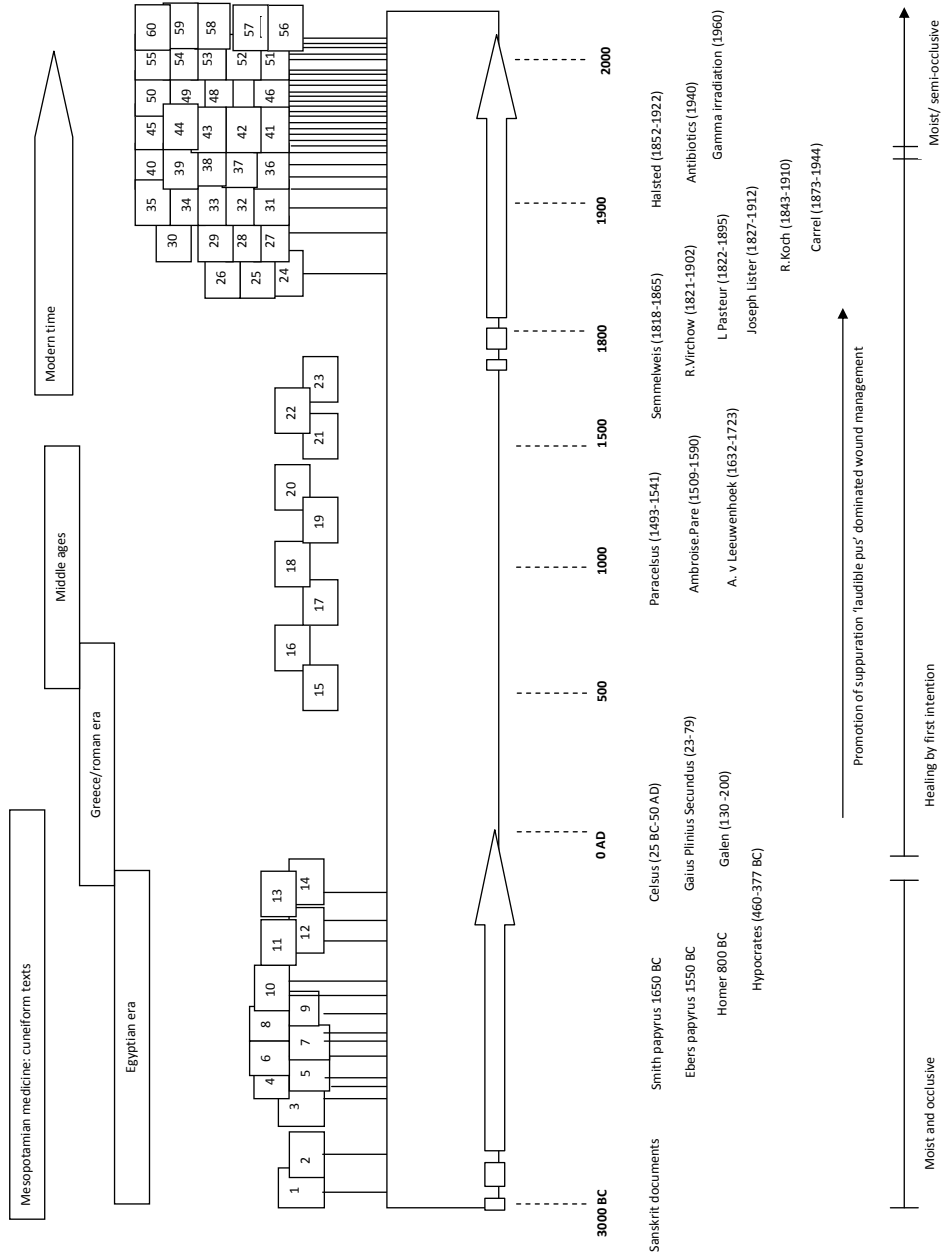 Mesopotamian medicine: cuneiform texts
Greece/roman era
Middle ages
Modern time
Egyptian era
1
2
3
4
5
6
7
8
9
10
11
12
13
14
15
16
17
18
19
20
21
22
23
24
25
26
27
28
29
30
31
32
33
34
35
36
37
38
39
40
41
42
43
44
45
46
48
49
50
51
52
53
54
55
56
57
58
59
60
3000 BC
0 AD
500
1000
1500
1800
1900
2000
Sanskrit documents
Smith papyrus 1650 BC
Ebers papyrus 1550 BC
Homer 800 BC
Hypocrates (460-377 BC)
Celsus (25 BC-50 AD)
Gaius Plinius Secundus (23-79)
Galen (130 -200)
Paracelsus (1493-1541)
Ambroise.Pare (1509-1590)
A. v Leeuwenhoek (1632-1723)
Semmelweis (1818-1865)
R.Virchow (1821-1902)
L Pasteur (1822-1895)
Joseph Lister (1827-1912)
R.Koch (1843-1910)
Carrel (1873-1944)
Halsted (1852-1922)
Antibiotics (1940)
Gamma irradiation (1960)
Promotion of suppuration 'laudible pus' dominated wound management
Moist and occlusive
Healing by first intention
Moist/ semi-occlusive